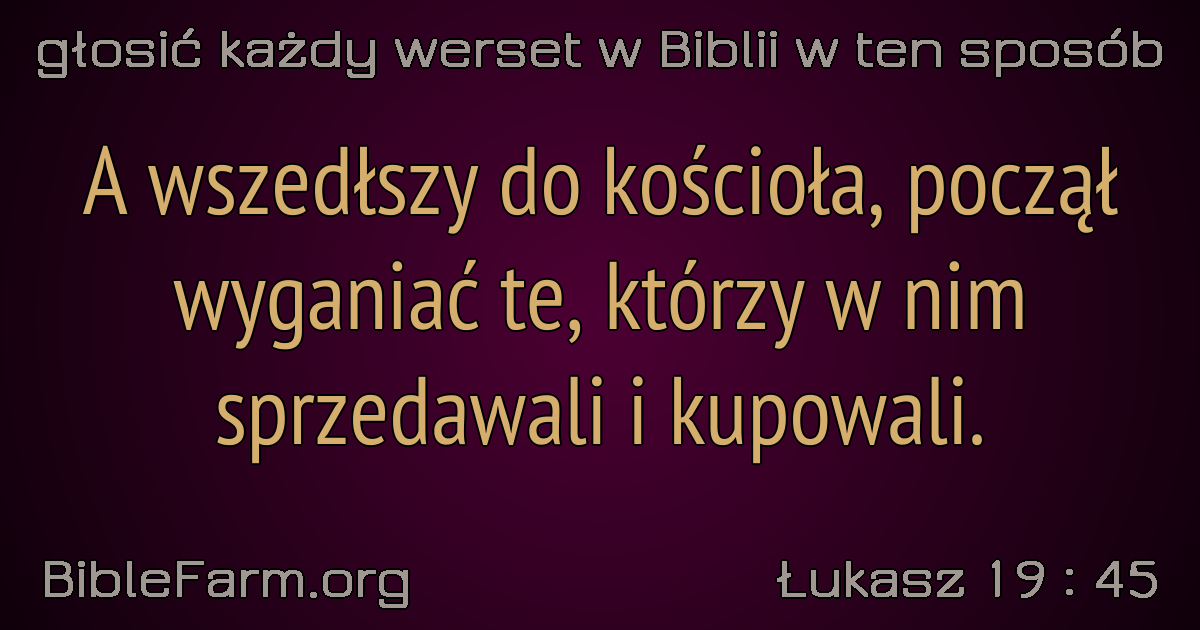 głosić każdy werset w Biblii w ten sposób
A wszedłszy do kościoła, począł
wyganiać te, którzy w nim
sprzedawali i kupowali.
BibleFarm.org
Łukasz 19 : 45